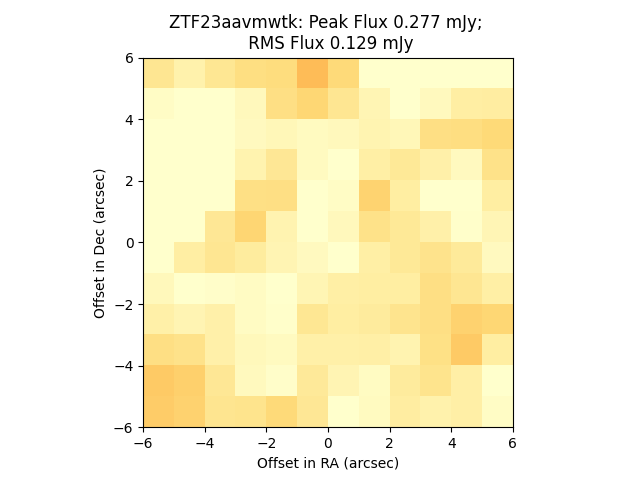 ZTF23aavmwtk: Peak Flux 0.277 mJy;
RMS Flux 0.129 mJy
6
4
2
0
−2
−4
−6
Offset in Dec (arcsec)
−6 −4 −2 0 2 4 6
Offset in RA (arcsec)